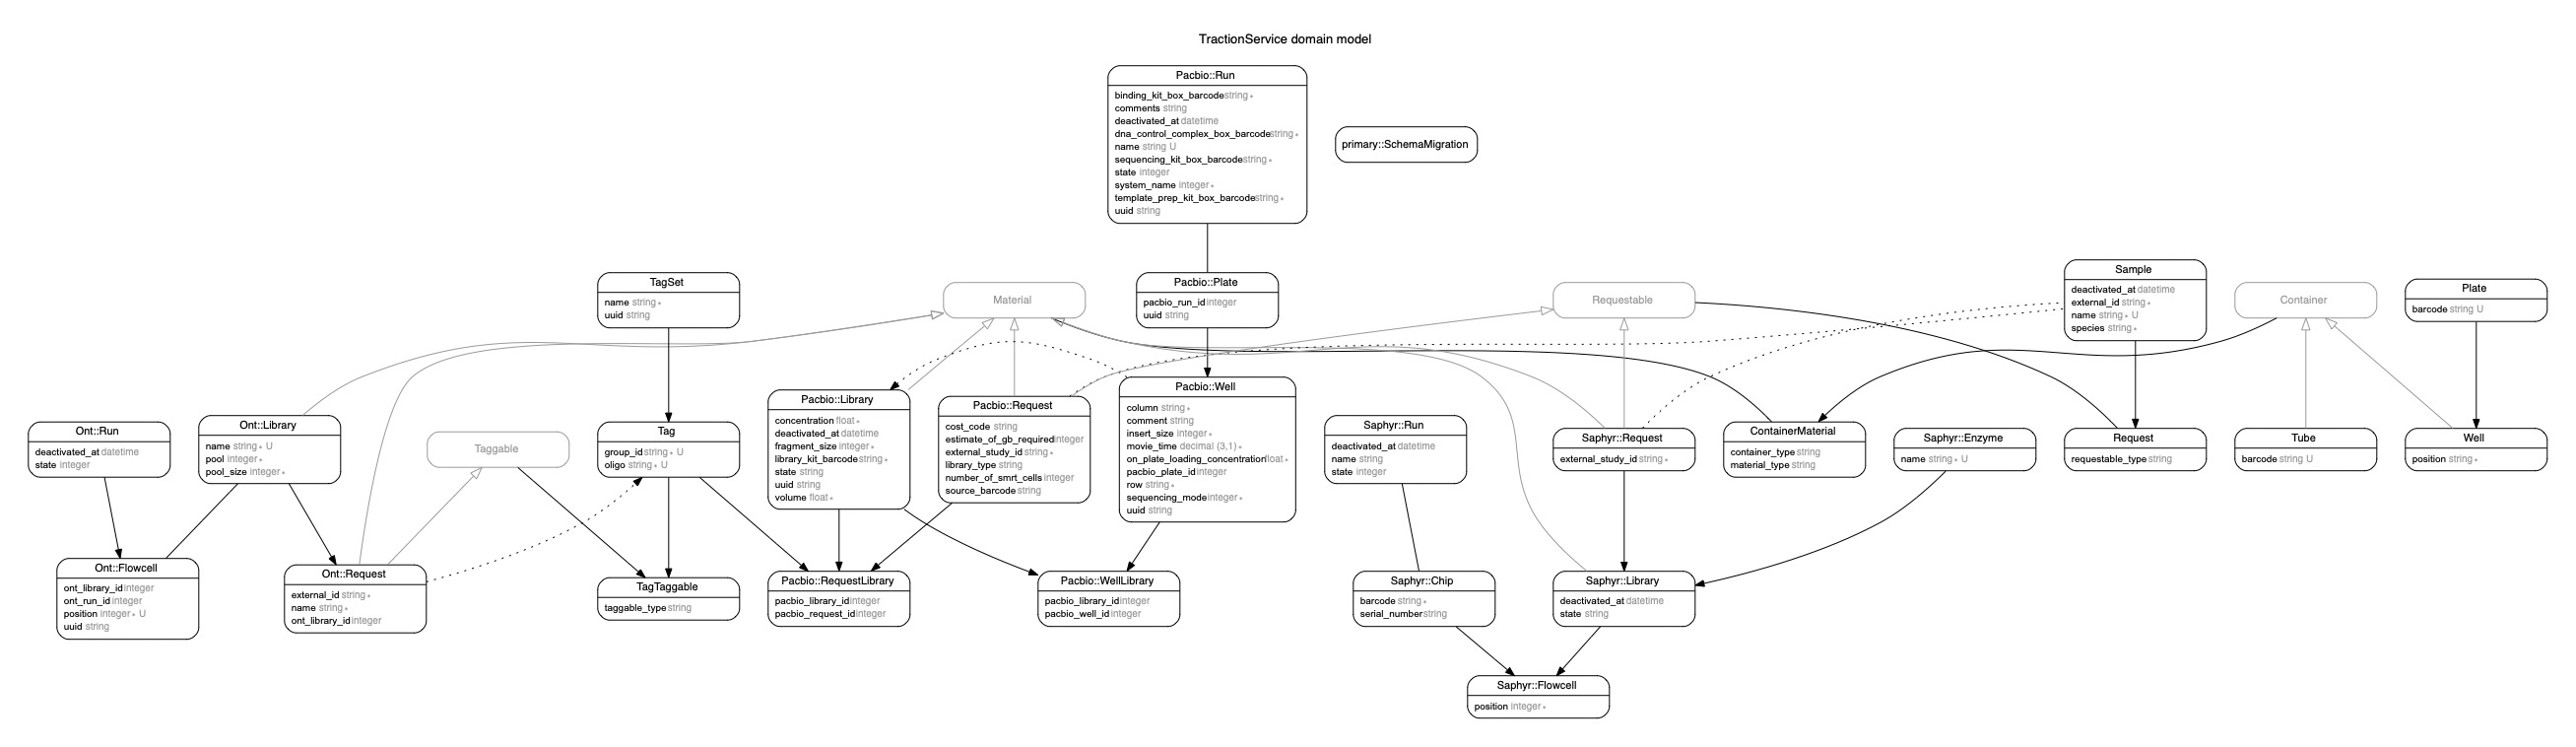 TractionService domain model
Pacbio::Run
binding_kit_box_barcode string *
comments string
deactivated_at datetime
dna_control_complex_box_barcode string *
name string U
sequencing_kit_box_barcode string *
state integer
system_name integer *
template_prep_kit_box_barcode string *
uuid string
primary::SchemaMigration
TagSet
name string *
uuid string
Material
Pacbio::Plate
pacbio_run_id integer
uuid string
Requestable
Sample
deactivated_at datetime
external_id string *
name string * U
species string *
Container
Plate
barcode string U
Ont::Run
deactivated_at datetime
state integer
Ont::Library
name string * U
pool integer *
pool_size integer *
Taggable
Tag
group_id string * U
oligo string * U
Pacbio::Library
concentration float *
deactivated_at datetime
fragment_size integer *
library_kit_barcode string *
state string
uuid string
volume float *
Pacbio::Request
cost_code string
estimate_of_gb_required integer
external_study_id string *
library_type string
number_of_smrt_cells integer
source_barcode string
Pacbio::Well
column string *
comment string
insert_size integer *
movie_time decimal (3,1) *
on_plate_loading_concentration float *
pacbio_plate_id integer
row string *
sequencing_mode integer *
uuid string
Saphyr::Run
deactivated_at datetime
name string
state integer
Saphyr::Request
external_study_id string *
ContainerMaterial
container_type string
material_type string
Saphyr::Enzyme
name string * U
Request
requestable_type string
Tube
barcode string U
Well
position string *
Ont::Flowcell
ont_library_id integer
ont_run_id integer
position integer * U
uuid string
Ont::Request
external_id string *
name string *
ont_library_id integer
TagTaggable
taggable_type string
Pacbio::RequestLibrary
pacbio_library_id integer
pacbio_request_id integer
Pacbio::WellLibrary
pacbio_library_id integer
pacbio_well_id integer
Saphyr::Chip
barcode string *
serial_number string
Saphyr::Library
deactivated_at datetime
state string
Saphyr::Flowcell
position integer *